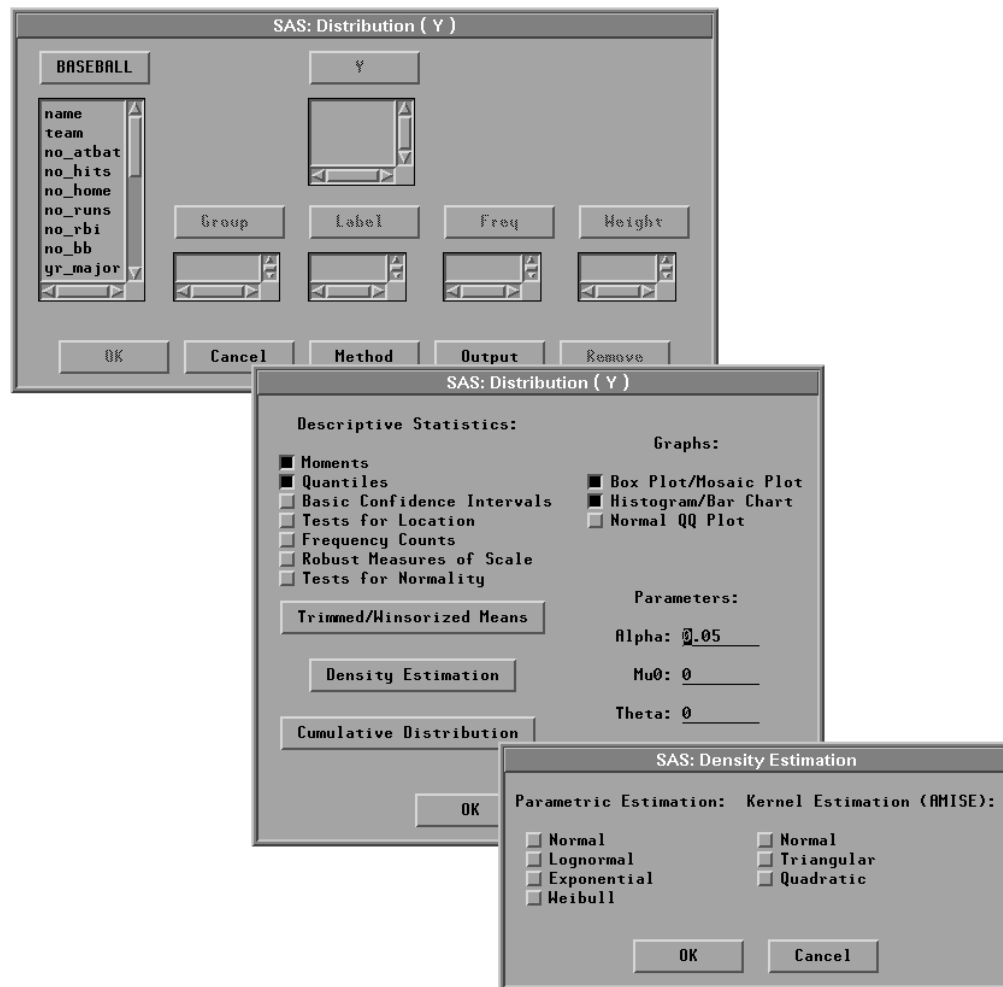 SAS: Distribution ( Y )
BASEBALL
Y
name
team
no_atbat
no_hits
no_home
no_runs
no_rbi
no_bb
yr_major
Group
Label
Freq
Weight
OK
Cancel
Method
Output
Remove
SAS: Distribution ( Y )
Descriptive Statistics:
Moments
Quantiles
Basic Confidence Intervals
Tests for Location
Frequency Counts
Robust Measures of Scale
Tests for Normality
Trimmed/Winsorized Means
Density Estimation
Cumulative Distribution
Graphs:
Box Plot/Mosaic Plot
Histogram/Bar Chart
Normal QQ Plot
Parameters:
Alpha: 0.05
Mu0: 0
Theta: 0
OK
SAS: Density Estimation
Parametric Estimation:
Normal
Lognormal
Exponential
Weibull
Kernel Estimation (AMISE):
Normal
Triangular
Quadratic
OK
Cancel